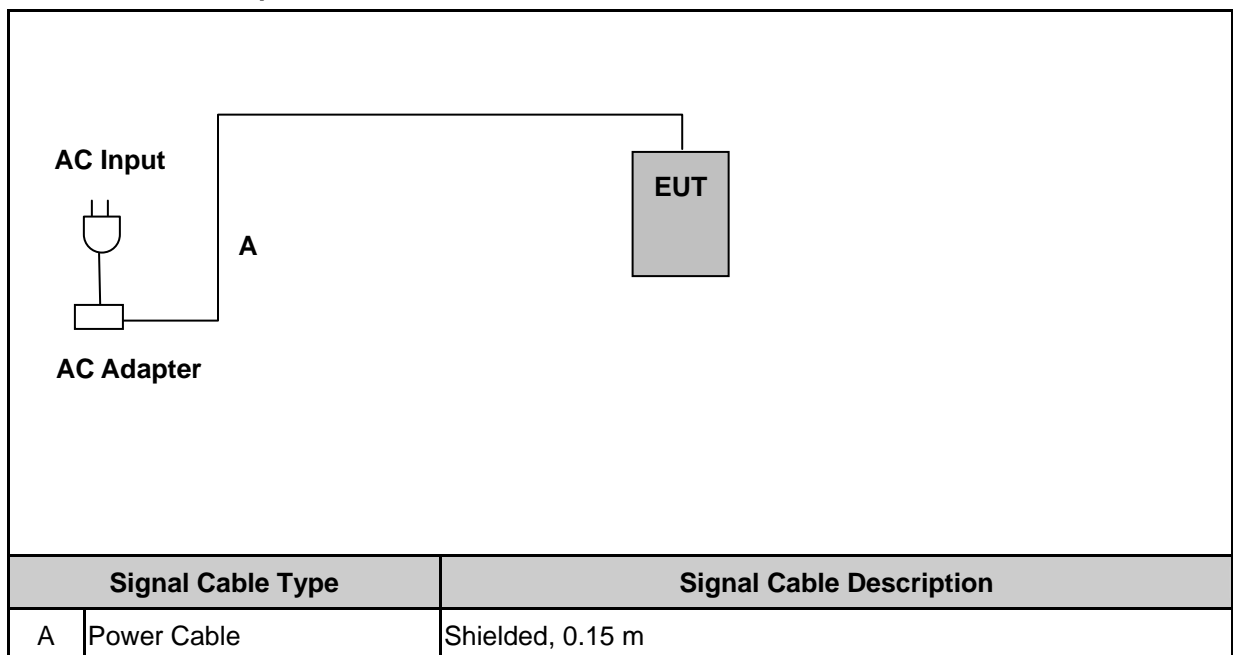 AC Input
EUT
A
AC Adapter
Signal Cable Type Signal Cable Description
A Power Cable Shielded, 0.15 m